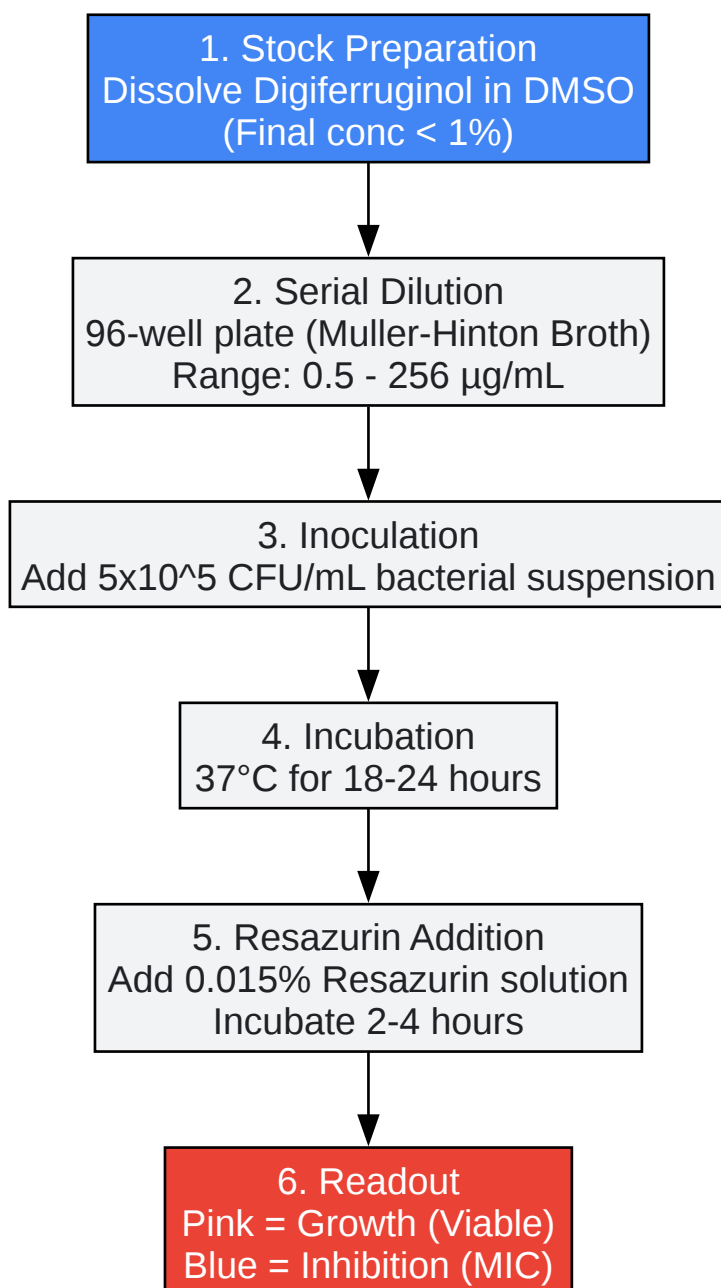 1. Stock Preparation
Dissolve Digiferruginol in DMSO
(Final conc < 1%)
2. Serial Dilution
96-well plate (Muller-Hinton Broth)
Range: 0.5 - 256 µg/mL
3. Inoculation
Add 5x10^5 CFU/mL bacterial suspension
4. Incubation
37°C for 18-24 hours
5. Resazurin Addition
Add 0.015% Resazurin solution
Incubate 2-4 hours
6. Readout
Pink = Growth (Viable)
Blue = Inhibition (MIC)